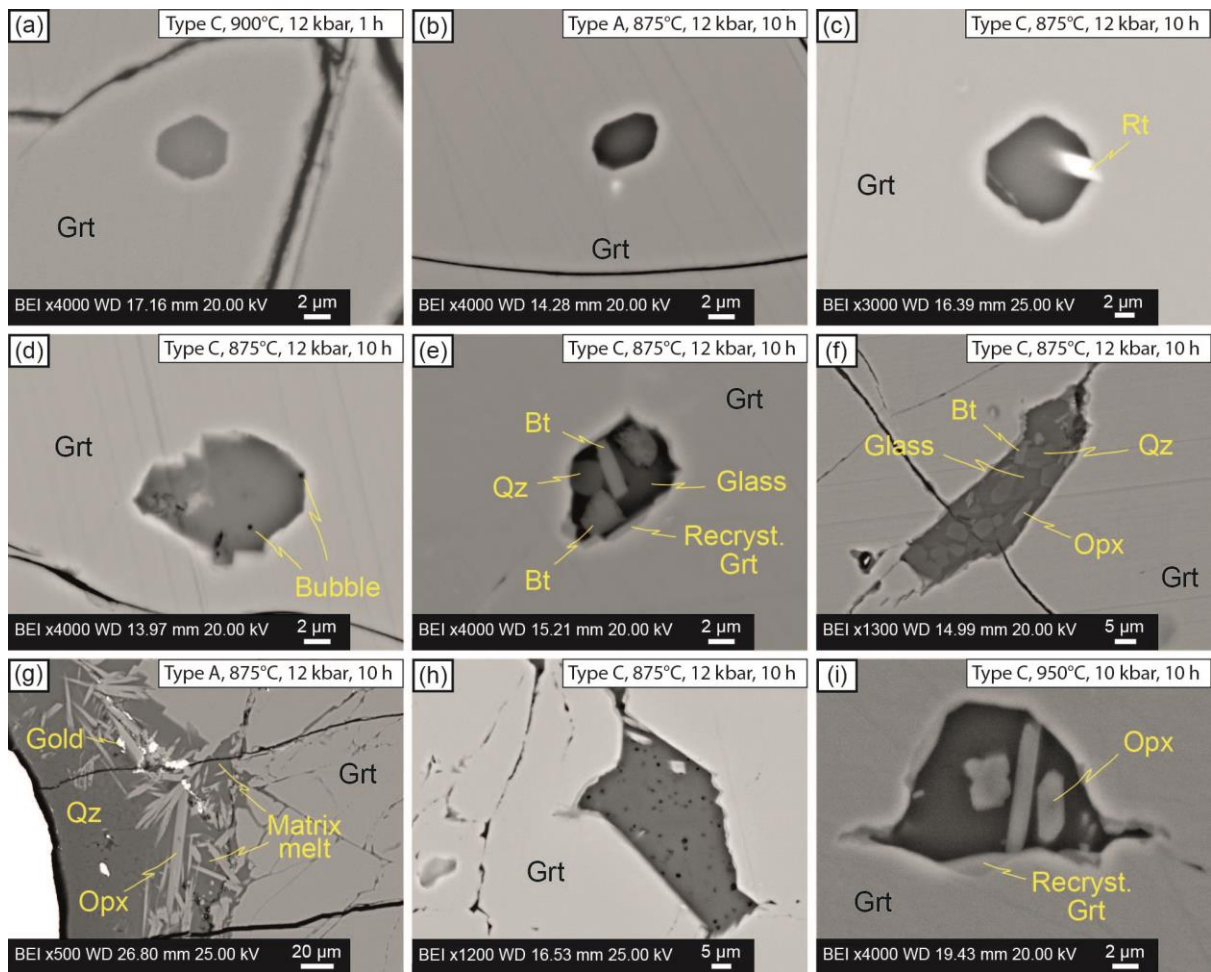 (a)
Type C, 900°C, 12 kbar, 1 h
Grt
BEI x4000 WD 17.16 mm 20.00 kV 2 µm
(b)
Type A, 875°C, 12 kbar, 10 h
Grt
BEI x4000 WD 14.28 mm 20.00 kV 2 µm
(c)
Type C, 875°C, 12 kbar, 10 h
Rt
Grt
BEI x3000 WD 16.39 mm 25.00 kV 2 µm
(d)
Type C, 875°C, 12 kbar, 10 h
Grt
Bubble
BEI x4000 WD 13.97 mm 20.00 kV 2 µm
(e)
Type C, 875°C, 12 kbar, 10 h
Grt
Bt
Qz
Glass
Recryst.
Grt
Bt
BEI x4000 WD 15.21 mm 20.00 kV 2 µm
(f)
Type C, 875°C, 12 kbar, 10 h
Bt
Glass
Qz
Opx
Grt
BEI x1300 WD 14.99 mm 20.00 kV 5 µm
(g)
Type A, 875°C, 12 kbar, 10 h
Gold
Grt
Qz
Matrix
melt
Opx
BEI x500 WD 26.80 mm 25.00 kV 20 µm
(h)
Type C, 875°C, 12 kbar, 10 h
Grt
BEI x1200 WD 16.53 mm 25.00 kV 5 µm
(i)
Type C, 950°C, 10 kbar, 10 h
Opx
Recryst.
Grt
Grt
BEI x4000 WD 19.43 mm 20.00 kV 2 µm